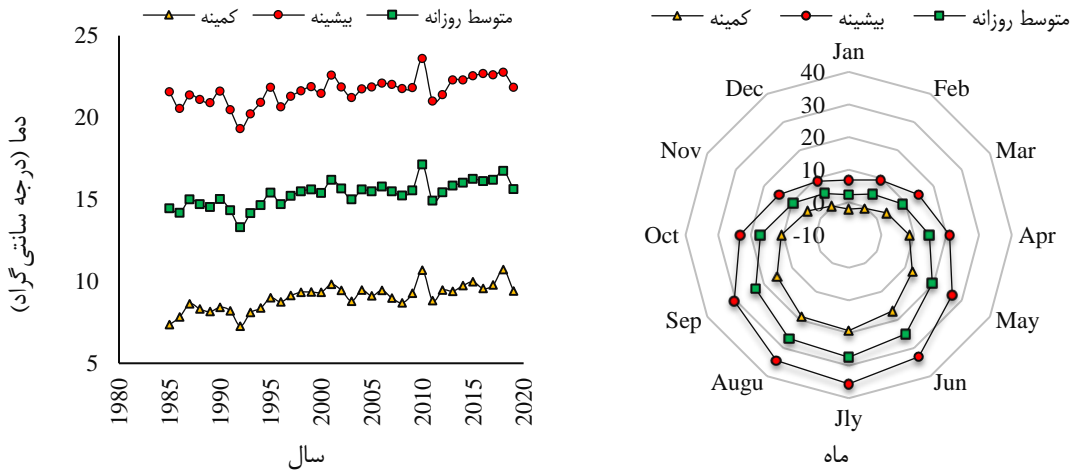 کمینه بیشینه متوسط روزانه
25
20
15
10
5
دما (درجه سانتی‌گراد)
1980 1985 1990 1995 2000 2005 2010 2015 2020
سال
کمینه بیشینه متوسط روزانه
Jan
Feb
Mar
Apr
May
Jun
Jly
Augu
Sep
Oct
Nov
Dec
40
30
20
10
0
-10
ماه